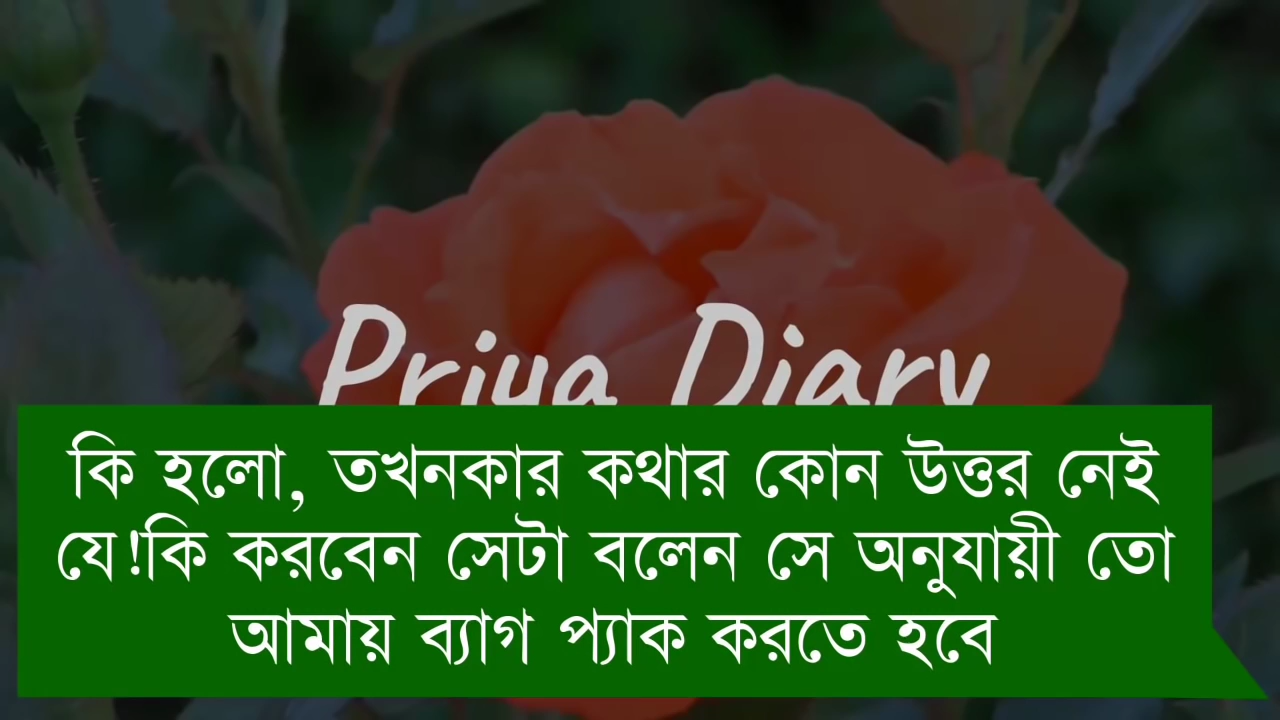 Priya Diary
কি হলো, তখনকার কথার কোন উত্তর নেই
যে!কি করবেন সেটা বলেন সে অনুযায়ী তো
আমায় ব্যাগ প্যাক করতে হবে